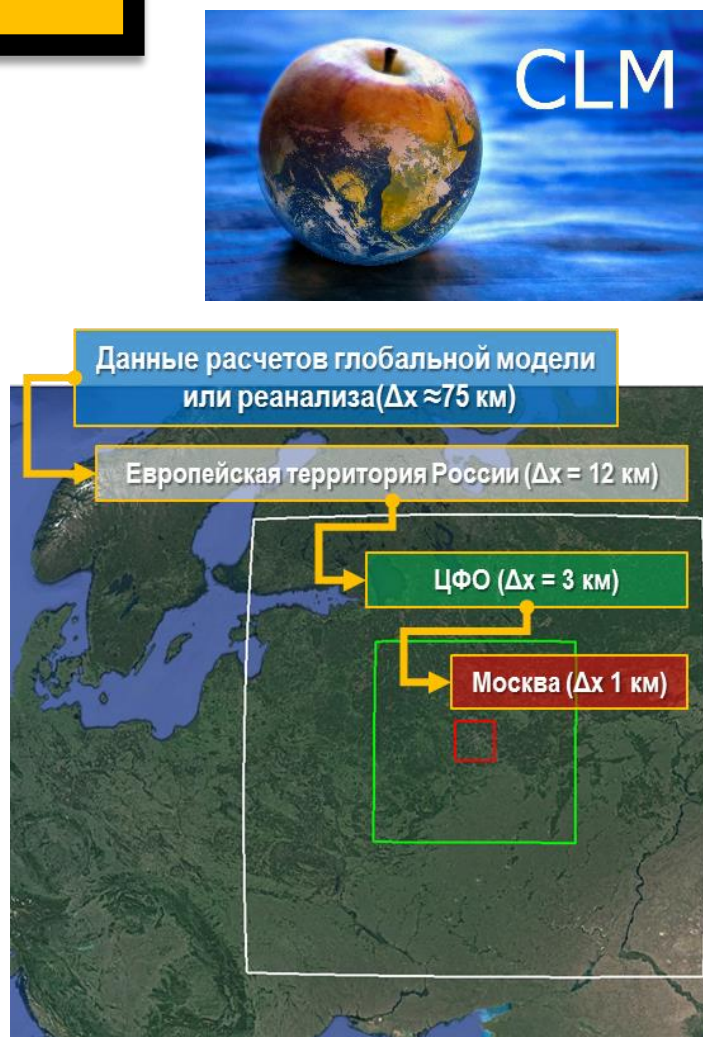 CLM
Данные расчетов глобальной модели
или реанализа(Δx ≈75 км)
Европейская территория России (Δx = 12 км)
ЦФО (Δx = 3 км)
Москва (Δx 1 км)